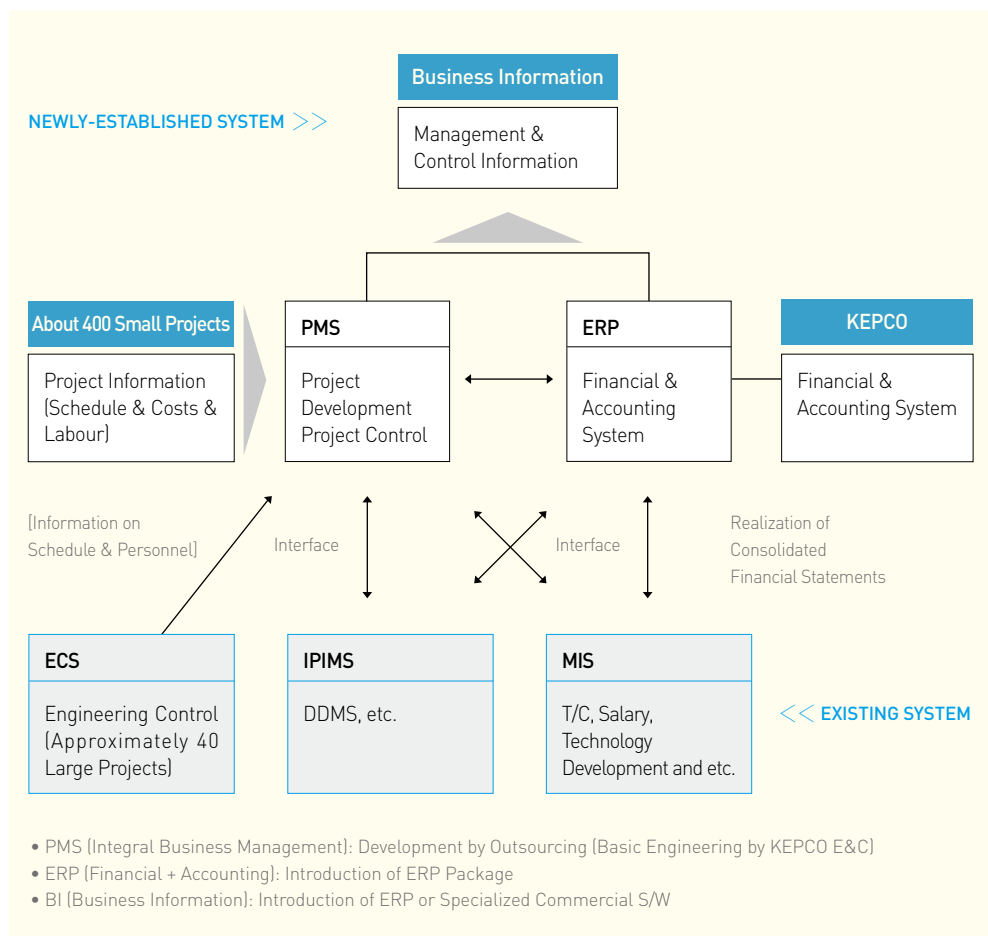 Business Information
NEWLY-ESTABLISHED SYSTEM >>
Management &
Control Information
About 400 Small Projects
Project Information
(Schedule & Costs &
Labour)
PMS
Project
Development
Project Control
ERP
Financial &
Accounting
System
KEPCO
Financial &
Accounting System
[Information on
Schedule & Personnel]
Interface
Interface
Realization of
Consolidated
Financial Statements
ECS
Engineering Control
(Approximately 40
Large Projects)
IPIMS
DDMS, etc.
MIS
T/C, Salary,
Technology
Development and etc.
<< EXISTING SYSTEM
• PMS (Integral Business Management): Development by Outsourcing (Basic Engineering by KEPCO E&C)
• ERP (Financial + Accounting): Introduction of ERP Package
• BI (Business Information): Introduction of ERP or Specialized Commercial S/W